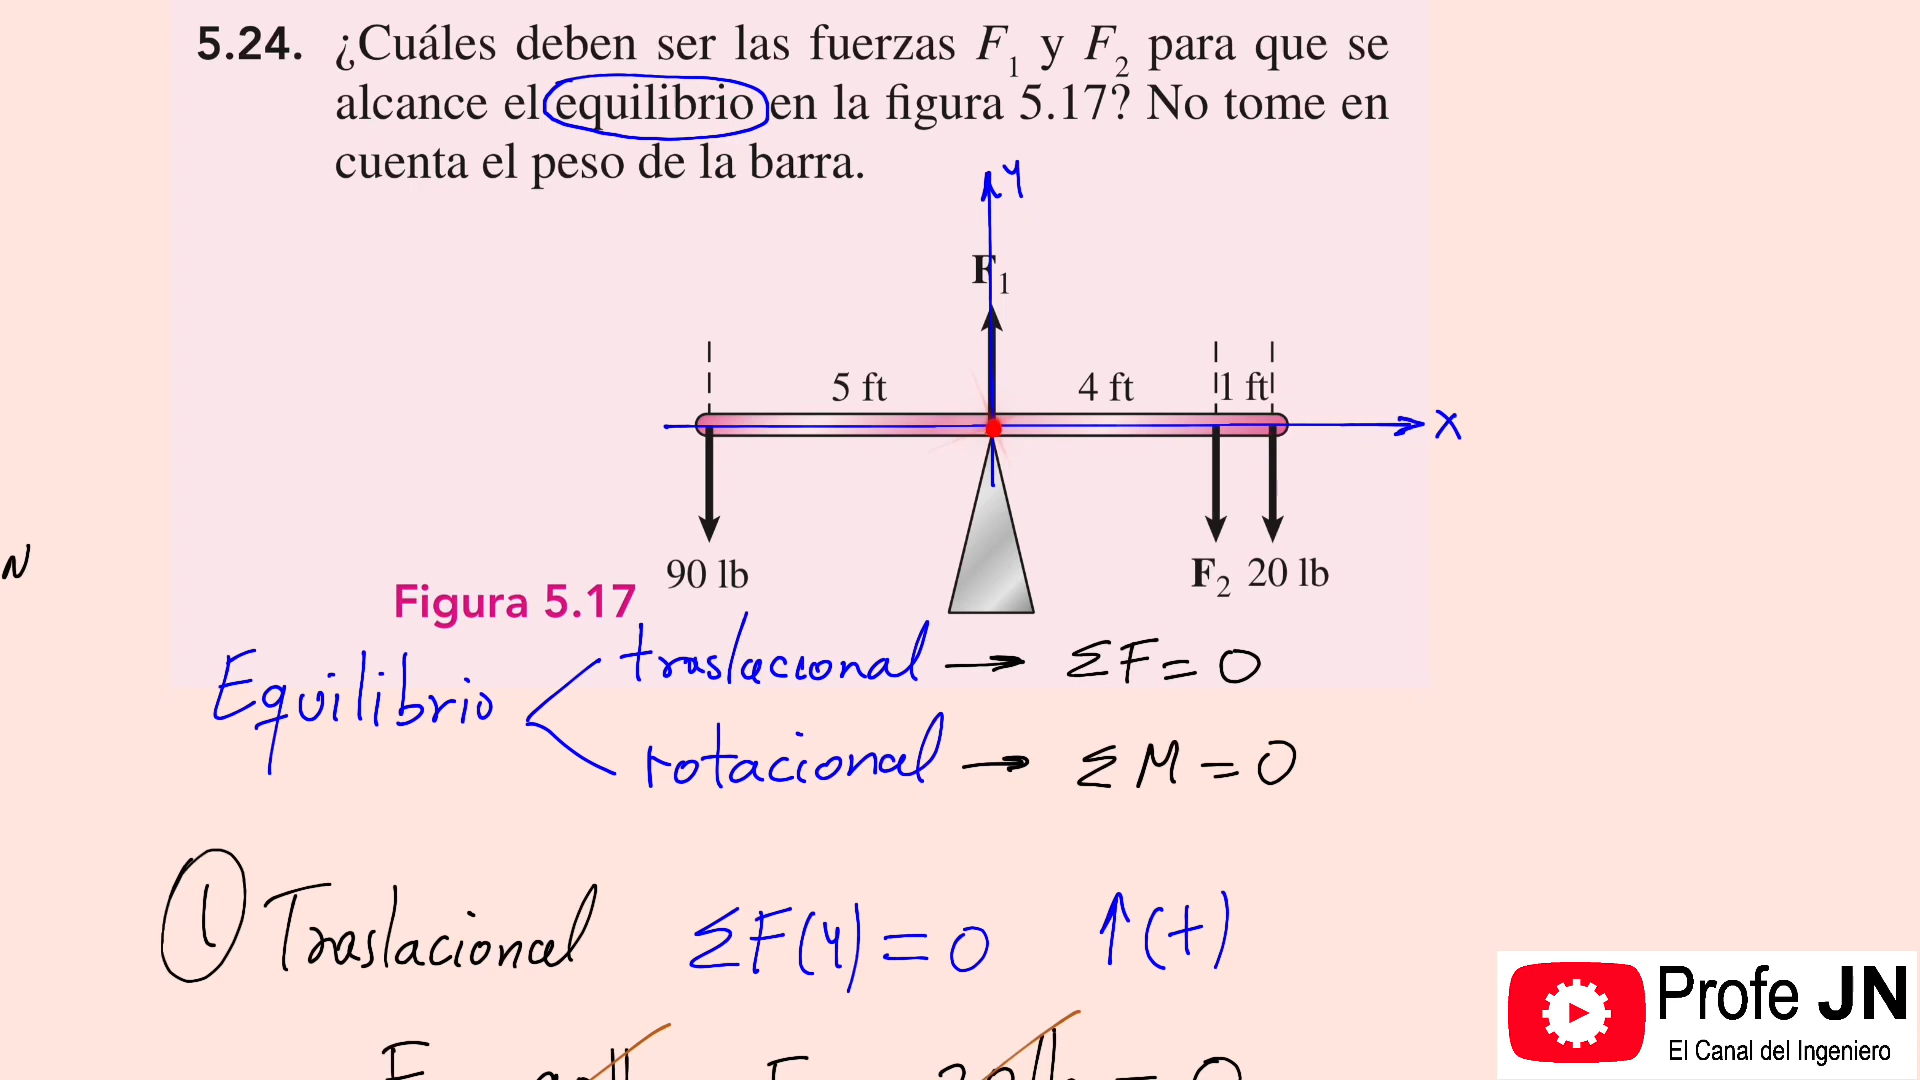 5.24. ¿Cuáles deben ser las fuerzas F1 y F2 para que se
alcance el equilibrio en la figura 5.17? No tome en
cuenta el peso de la barra.
y
F1
5 ft 4 ft 1 ft
x
90 lb F2 20 lb
N
Figura 5.17
Equilibrio
traslacional → ΣF = 0
rotacional → ΣM = 0
1 Traslacional ΣF(y) = 0 ↑(+)
Profe JN
El Canal del Ingeniero